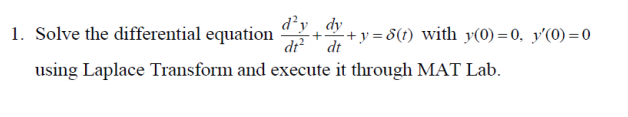 1. Solve the differential equation d²y/dt² + dy/dt + y = δ(t) with y(0) = 0, y′(0) = 0
using Laplace Transform and execute it through MAT Lab.